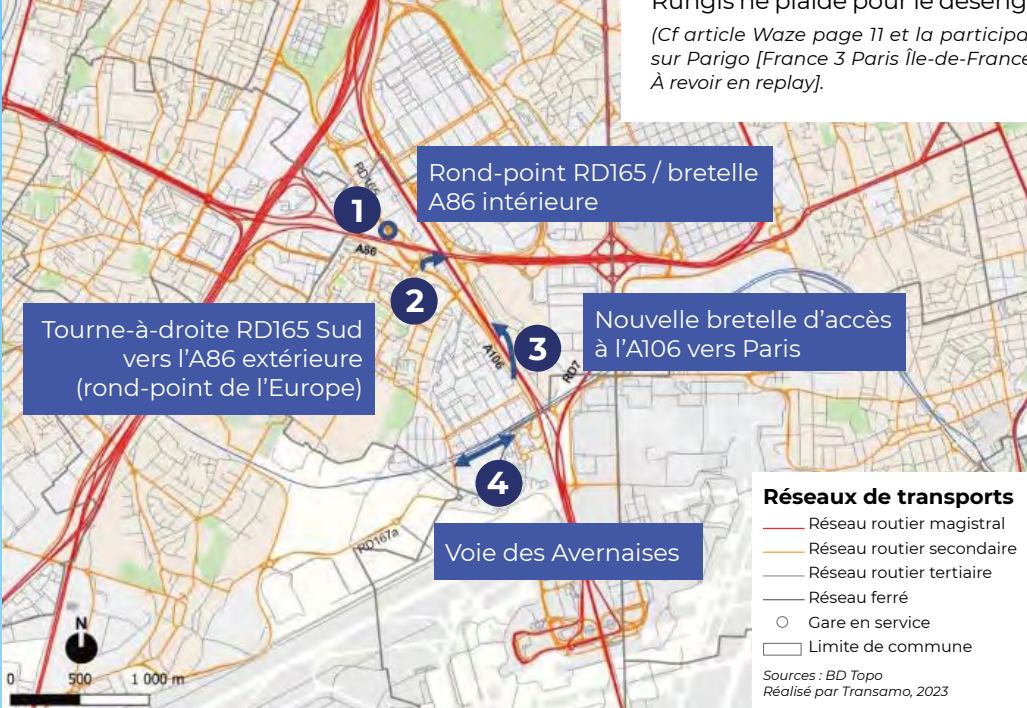 Rungis ne plaide pour le déseng
(Cf article Waze page 11 et la participa
sur Parigo [France 3 Paris Île-de-France
À revoir en replay].
Rond-point RD165 / bretelle
A86 intérieure
RD165
1
A86
2
Tourne-à-droite RD165 Sud
vers l'A86 extérieure
(rond-point de l'Europe)
Nouvelle bretelle d'accès
à l'A106 vers Paris
3
A106
RD7
4
RD167a
Voie des Avernaises
Réseaux de transports
Réseau routier magistral
Réseau routier secondaire
Réseau routier tertiaire
Réseau ferré
Gare en service
Limite de commune
Sources : BD Topo
Réalisé par Transamo, 2023
N
0 500 1 000 m